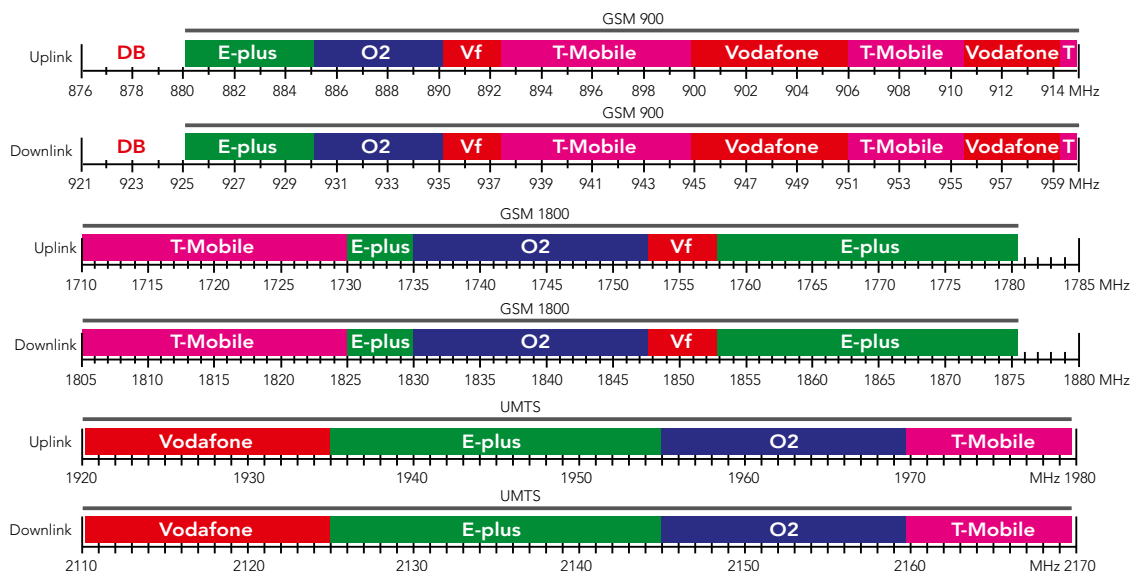 GSM 900
Uplink DB E-plus O2 Vf T-Mobile Vodafone T-Mobile Vodafone T
876 878 880 882 884 886 888 890 892 894 896 898 900 902 904 906 908 910 912 914 MHz
GSM 900
Downlink DB E-plus O2 Vf T-Mobile Vodafone T-Mobile Vodafone T
921 923 925 927 929 931 933 935 937 939 941 943 945 947 949 951 953 955 957 959 MHz
GSM 1800
Uplink T-Mobile E-plus O2 Vf E-plus
1710 1715 1720 1725 1730 1735 1740 1745 1750 1755 1760 1765 1770 1775 1780 1785 MHz
GSM 1800
Downlink T-Mobile E-plus O2 Vf E-plus
1805 1810 1815 1820 1825 1830 1835 1840 1845 1850 1855 1860 1865 1870 1875 1880 MHz
UMTS
Uplink Vodafone E-plus O2 T-Mobile
1920 1930 1940 1950 1960 1970 MHz 1980
UMTS
Downlink Vodafone E-plus O2 T-Mobile
2110 2120 2130 2140 2150 2160 MHz 2170